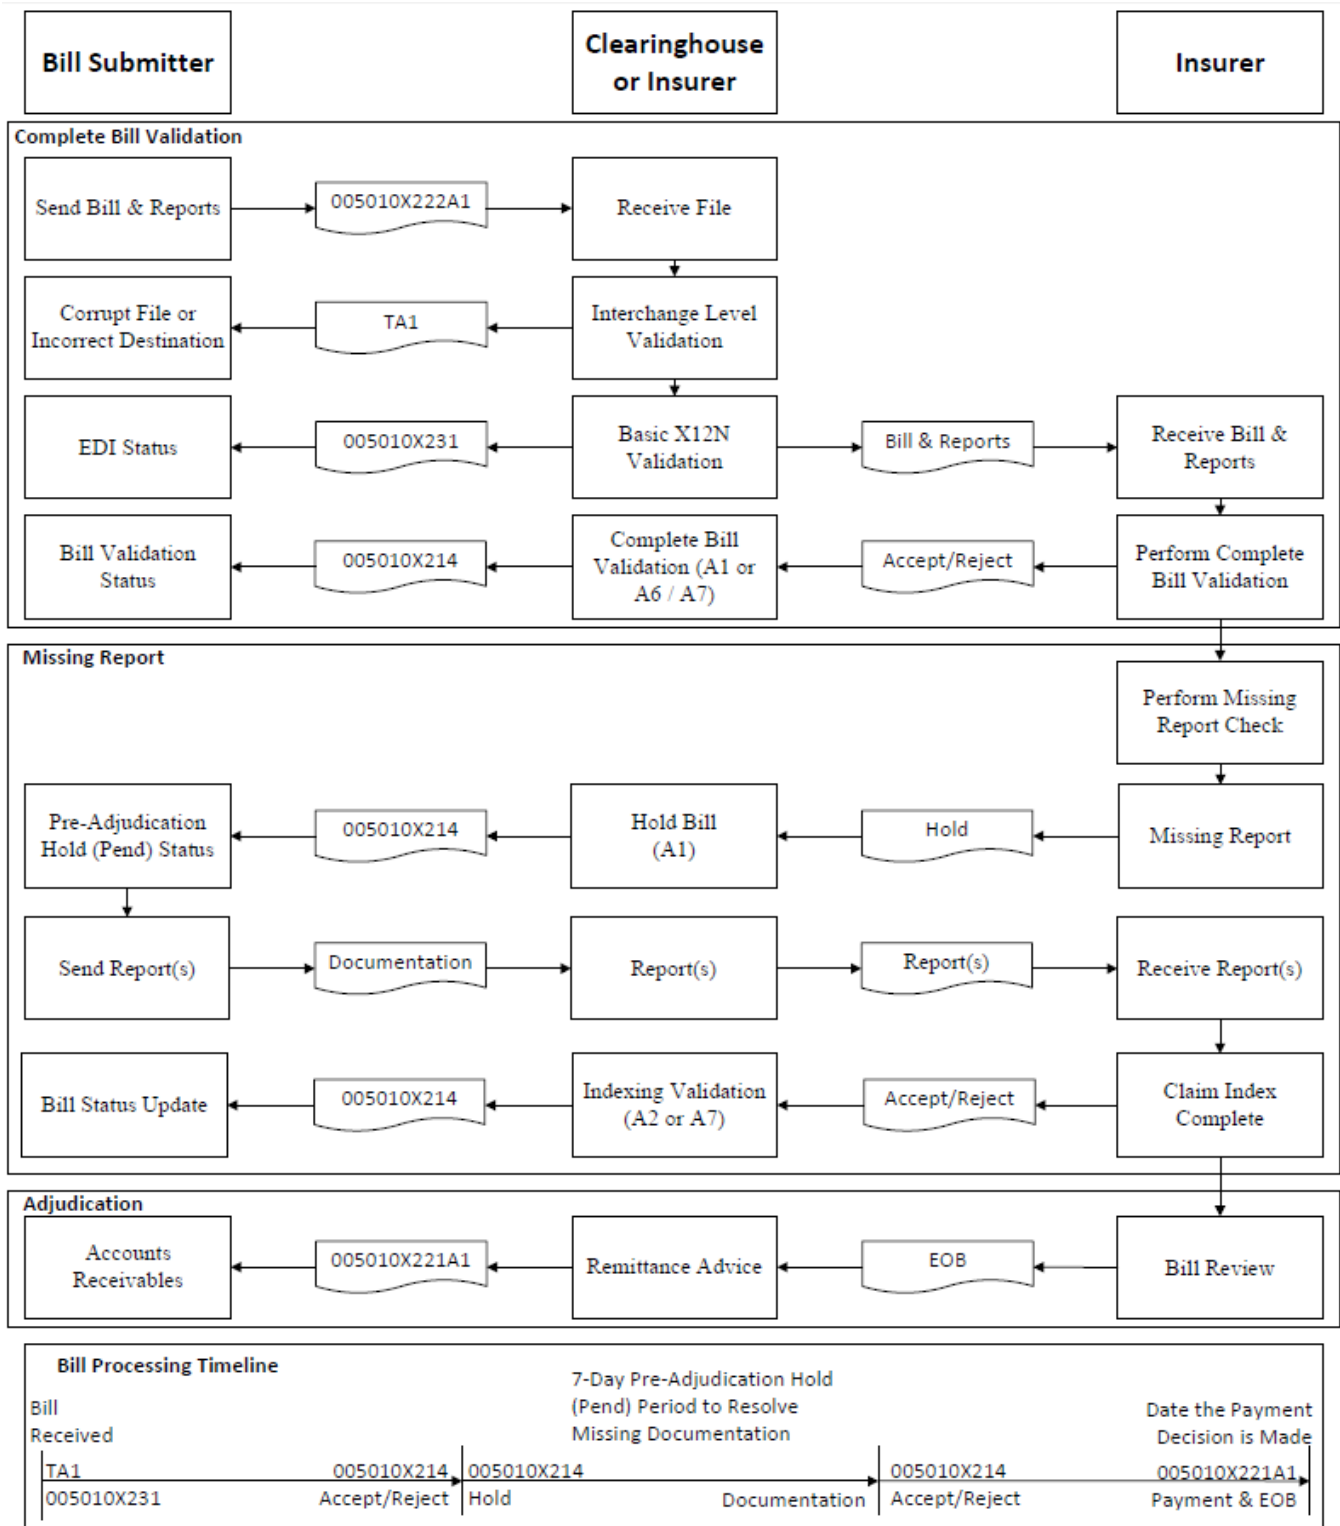 Bill Submitter
Clearinghouse
or Insurer
Insurer
Complete Bill Validation
Send Bill & Reports
005010X222A1
Receive File
Corrupt File or
Incorrect Destination
TA1
Interchange Level
Validation
EDI Status
005010X231
Basic X12N
Validation
Bill & Reports
Receive Bill &
Reports
Bill Validation
Status
005010X214
Complete Bill
Validation (A1 or
A6 / A7)
Accept/Reject
Perform Complete
Bill Validation
Missing Report
Perform Missing
Report Check
Pre-Adjudication
Hold (Pend) Status
005010X214
Hold Bill
(A1)
Hold
Missing Report
Send Report(s)
Documentation
Report(s)
Report(s)
Receive Report(s)
Bill Status Update
005010X214
Indexing Validation
(A2 or A7)
Accept/Reject
Claim Index
Complete
Adjudication
Accounts
Receivables
005010X221A1
Remittance Advice
EOB
Bill Review
Bill Processing Timeline
Bill
Received
7-Day Pre-Adjudication Hold
(Pend) Period to Resolve
Missing Documentation
Date the Payment
Decision is Made
TA1
005010X214
005010X214
005010X214
005010X221A1
005010X231
Accept/Reject
Hold
Documentation
Accept/Reject
Payment & EOB